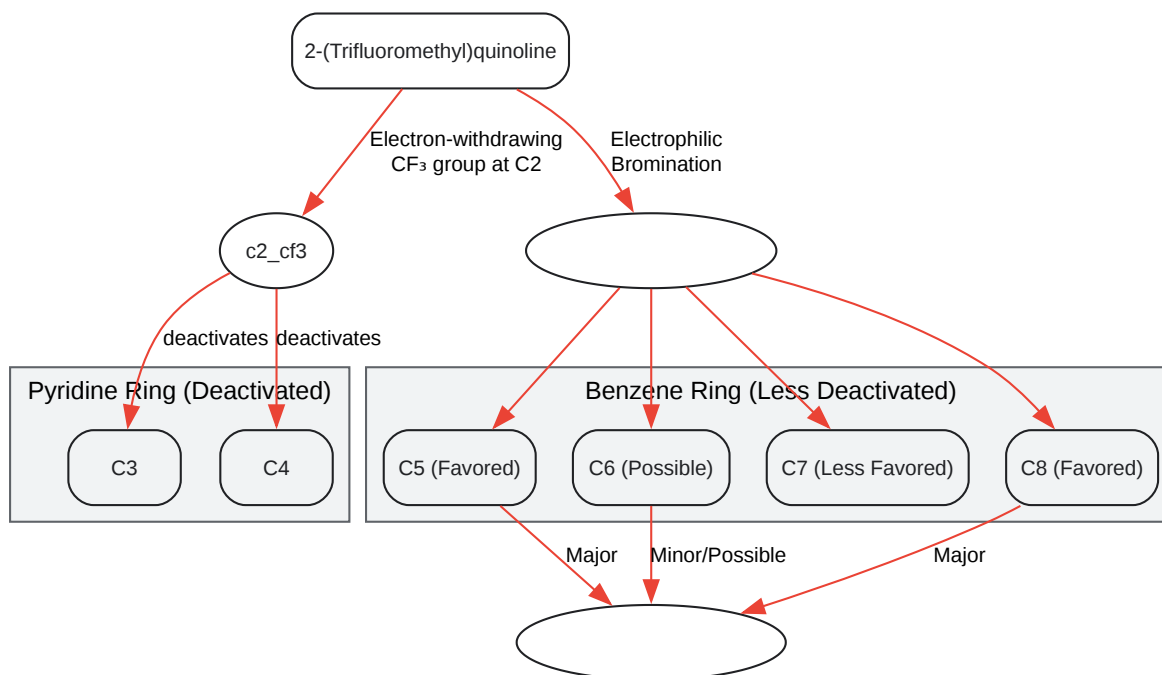 2-(Trifluoromethyl)quinoline
Electron-withdrawing
CF₃ group at C2
Electrophilic
Bromination
c2_cf3
deactivates
deactivates
Pyridine Ring (Deactivated)
Benzene Ring (Less Deactivated)
C3
C4
C5 (Favored)
C6 (Possible)
C7 (Less Favored)
C8 (Favored)
Major
Minor/Possible
Major